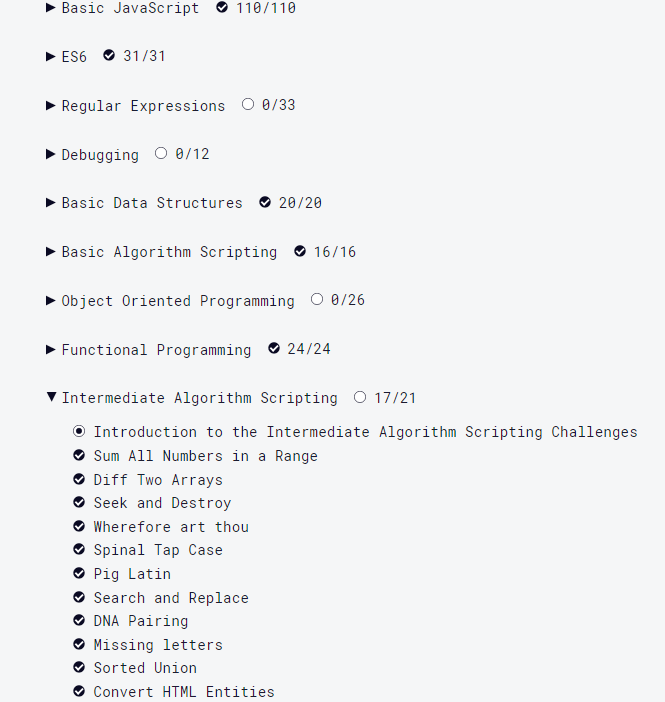 Basic JavaScript 110/110
ES6 31/31
Regular Expressions 0/33
Debugging 0/12
Basic Data Structures 20/20
Basic Algorithm Scripting 16/16
Object Oriented Programming 0/26
Functional Programming 24/24
Intermediate Algorithm Scripting 17/21
Introduction to the Intermediate Algorithm Scripting Challenges
Sum All Numbers in a Range
Diff Two Arrays
Seek and Destroy
Wherefore art thou
Spinal Tap Case
Pig Latin
Search and Replace
DNA Pairing
Missing letters
Sorted Union
Convert HTML Entities